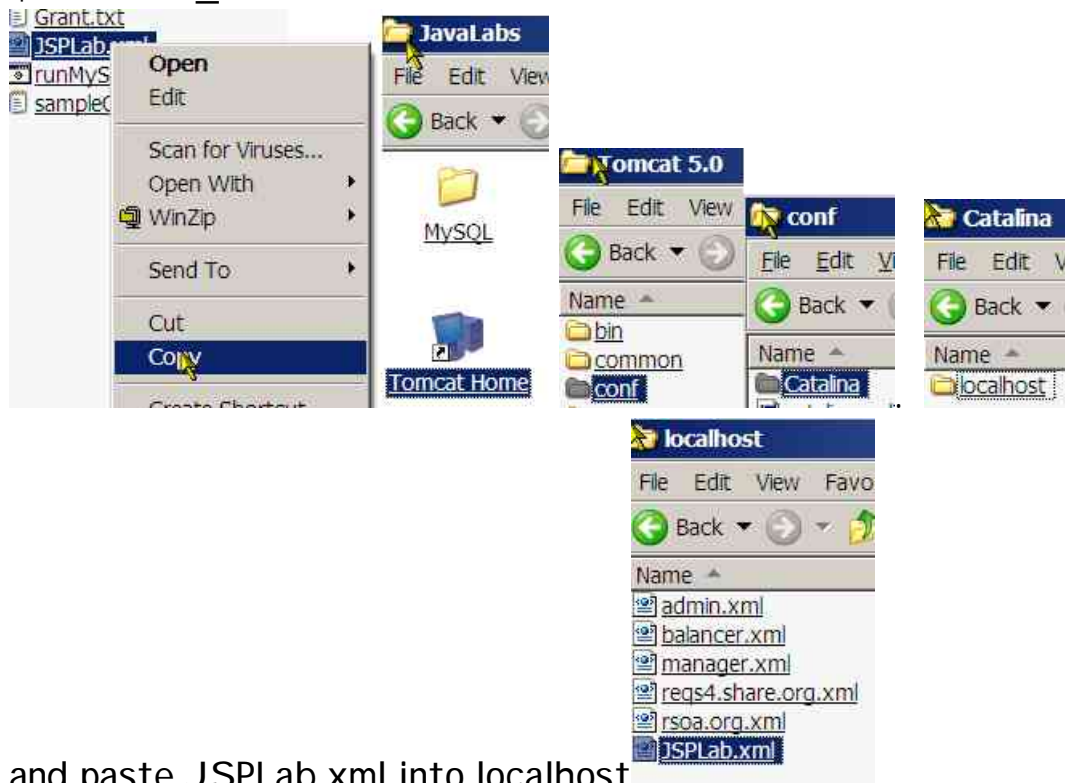 Grant.txt
JSPLab.xml
runMyS
sampleC
Open
Edit
Scan for Viruses...
Open With
WinZip
Send To
Cut
Copy
Create Shortcut
JavaLabs
File Edit View
Back
MySQL
Tomcat Home
Tomcat 5.0
File Edit View
Back
Name
bin
common
conf
conf
File Edit Vi
Back
Name
Catalina
Catalina
File Edit V
Back
Name
localhost
localhost
File Edit View Favo
Back
Name
admin.xml
balancer.xml
manager.xml
reqs4.share.org.xml
rsoa.org.xml
JSPLab.xml
and paste JSPLab.xml into localhost